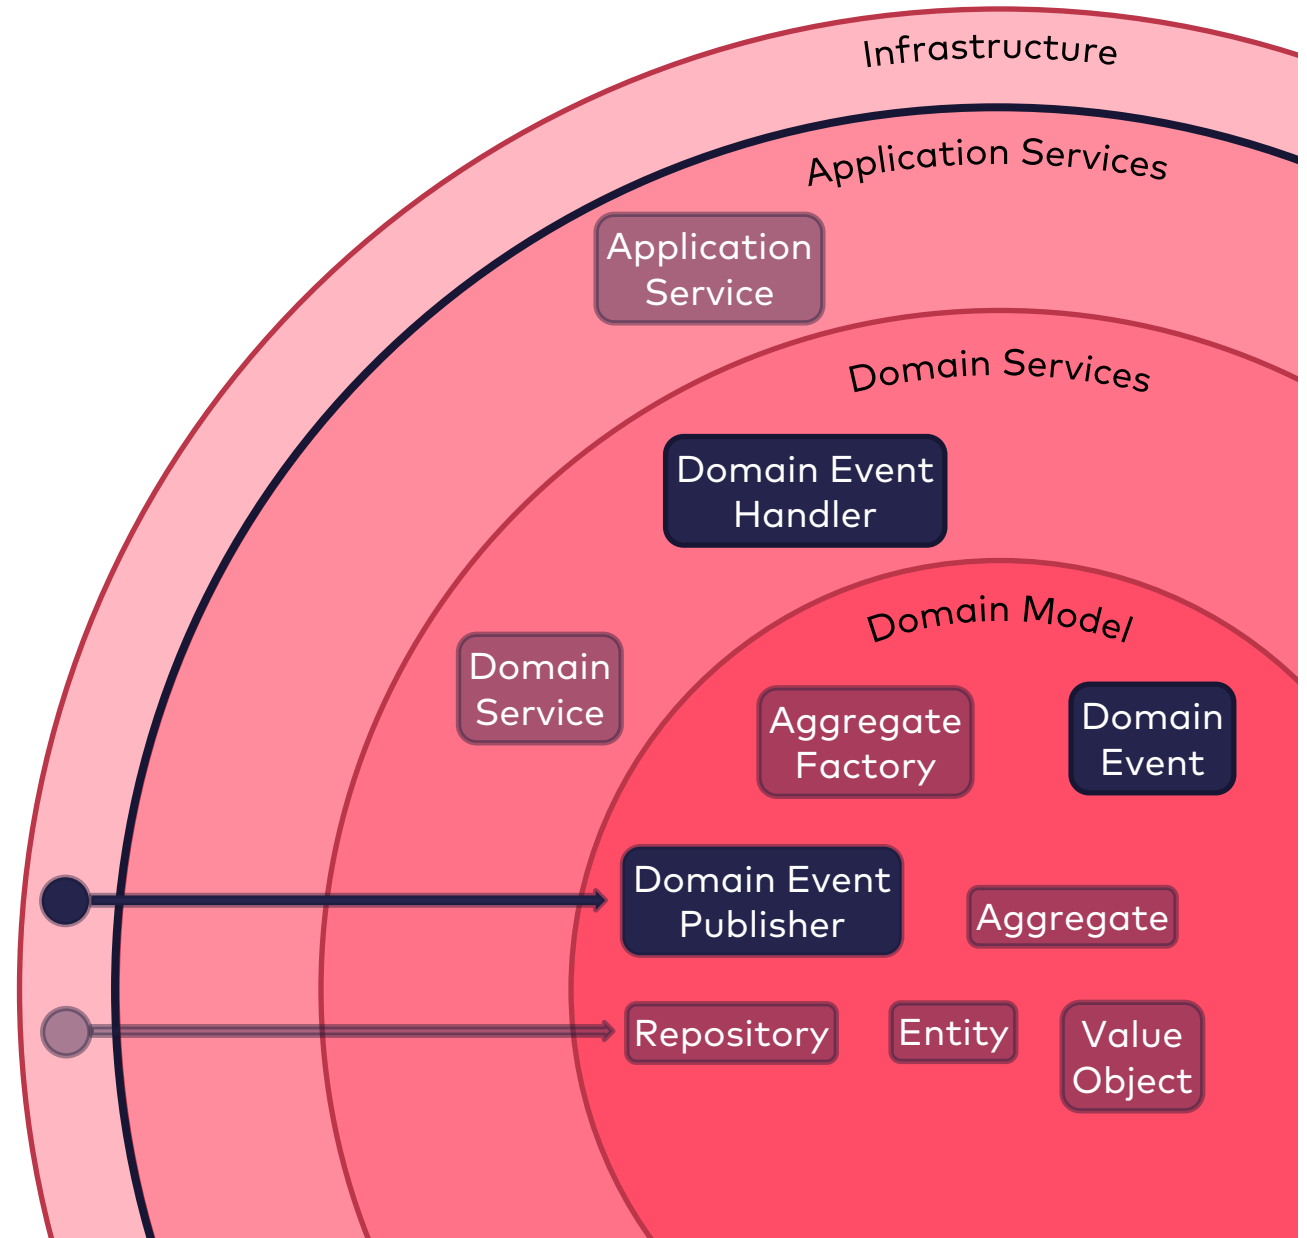 Infrastructure
Application Services
Application
Service
Domain Services
Domain Event
Handler
Domain Model
Domain
Service
Aggregate
Factory
Domain
Event
Domain Event
Publisher
Aggregate
Repository
Entity
Value
Object